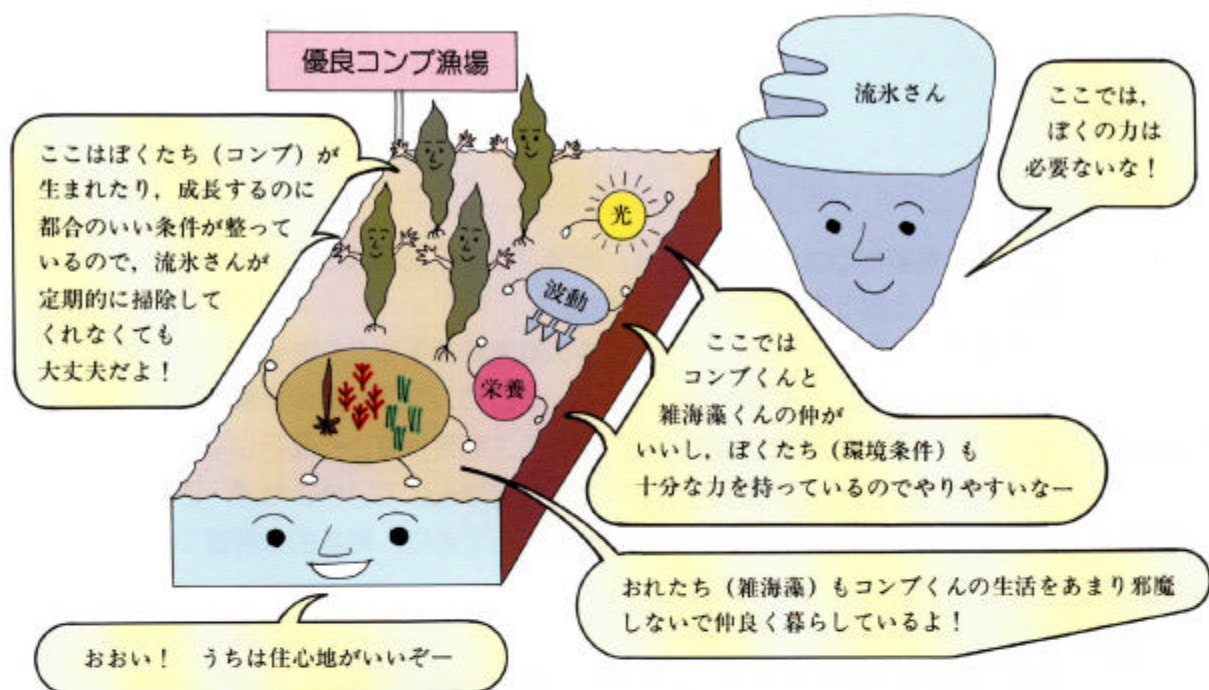 優良コンブ漁場
流氷さん
ここでは，
ぼくの力は
必要ないな！
ここはぼくたち（コンブ）が
生まれたり，成長するのに
都合のいい条件が整って
いるので，流氷さんが
定期的に掃除して
くれなくても
大丈夫だよ！
光
波動
栄養
ここでは
コンブくんと
雑海藻くんの仲が
いいし，ぼくたち（環境条件）も
十分な力を持っているのでやりやすいなー
おれたち（雑海藻）もコンブくんの生活をあまり邪魔
しないで仲良く暮らしているよ！
おおい！　うちは住心地がいいぞー